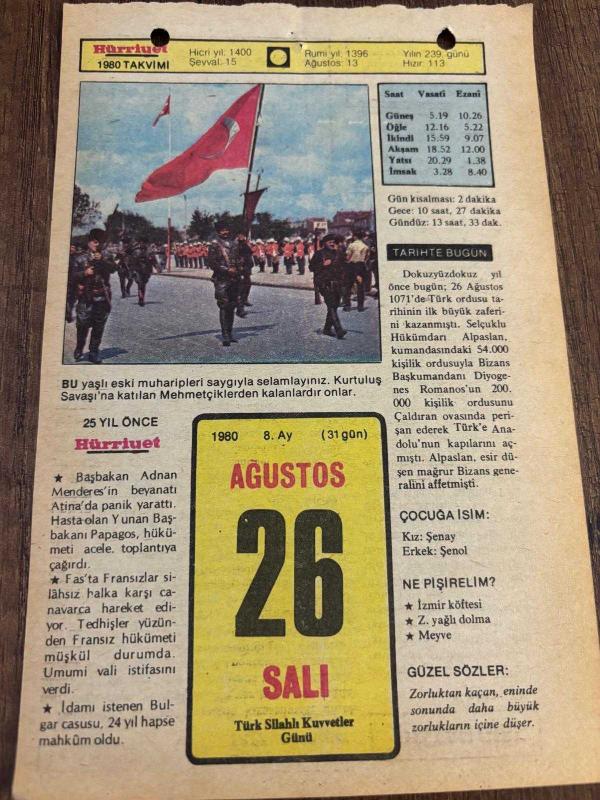 Hürriyet
1980 TAKVİMİ
Hicri yıl: 1400
Şevval: 15
Rumi yıl: 1396
Ağustos: 13
Yılın 239. günü
Hızır: 113
Saat Vasati Ezanî
Güneş 5.19 10.26
Öğle 12.16 5.22
İkindi 15.59 9.07
Akşam 18.52 12.00
Yatsı 20.29 1.38
İmsak 3.28 8.40
Gün kısalması: 2 dakika
Gece: 10 saat, 27 dakika
Gündüz: 13 saat, 33 dak.
TARİHTE BUGÜN
Dokuzyüzdokuz yıl
önce bugün; 26 Ağustos
1071'de Türk ordusu ta-
rihinin ilk büyük zaferi-
ni kazanmıştı. Selçuklu
Hükümdarı Alpaslan,
kumandasındaki 54.000
kişilik ordusuyla Bizans
Başkumandanı Diyoge-
nes Romanos'un 200.
000 kişilik ordusunu
Çaldıran ovasında peri-
şan ederek Türk'e Ana-
dolu'nun kapılarını aç-
mıştı. Alpaslan, esir dü-
şen mağrur Bizans gene-
ralini affetmişti.
BU yaşlı eski muharipleri saygıyla selamlayınız. Kurtuluş
Savaşı'na katılan Mehmetçiklerden kalanlardır onlar.
25 YIL ÖNCE
Hürriyet
★ Başbakan Adnan
Menderes'in beyanatı
Atina'da panik yarattı.
Hasta olan Yunan Baş-
bakanı Papagos, hükü-
meti acele toplantıya
çağırdı.
★ Fas'ta Fransızlar si-
lâhsız halka karşı ca-
navarca hareket edi-
yor. Tedhişler yüzün-
den Fransız hükümeti
müşkül durumda.
Umumi vali istifasını
verdi.
★ İdamı istenen Bul-
gar casusu, 24 yıl hapse
mahkûm oldu.
1980 8. Ay (31 gün)
AĞUSTOS
26
SALI
Türk Silahlı Kuvvetler
Günü
ÇOCUĞA İSİM:
Kız: Şenay
Erkek: Şenol
NE PİŞİRELİM?
★ İzmir köftesi
★ Z. yağlı dolma
★ Meyve
GÜZEL SÖZLER:
Zorluktan kaçan, eninde
sonunda daha büyük
zorlukların içine düşer.